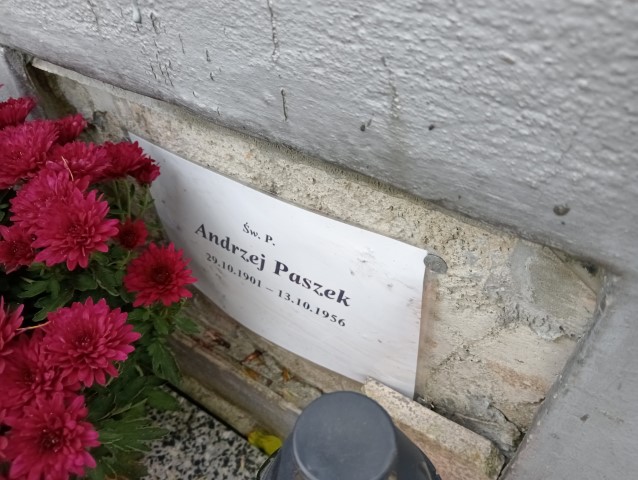 Św. P.
Andrzej Paszek
29.10.1901 – 13.10.1956